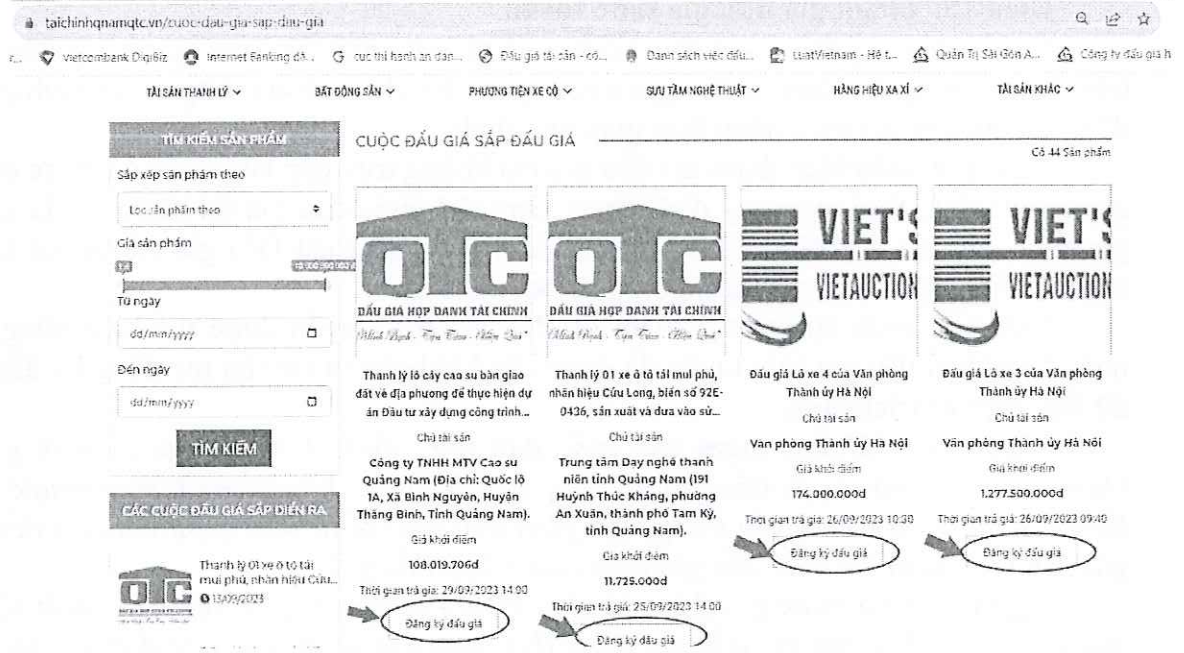 taichinhqnamqtc.vn/cuoc-dau-gia-sap-dau-gia
Vietcombank DigiBiz
Internet Banking dà...
cục thi hành án dân...
Đấu giá tài sản - cô...
Danh sách việc đấu...
LuatVietnam - Hệ t...
Quản Trị Sài Gòn A...
Công ty đấu giá h
TÀI SẢN THANH LÝ
BẤT ĐỘNG SẢN
PHƯƠNG TIỆN XE CỘ
SƯU TẦM NGHỆ THUẬT
HÀNG HIỆU XA XỈ
TÀI SẢN KHÁC
TÌM KIẾM SẢN PHẨM
Sắp xếp sản phẩm theo
Lọc sản phẩm theo
Giá sản phẩm
Từ ngày
dd/mm/yyyy
Đến ngày
dd/mm/yyyy
TÌM KIẾM
CÁC CUỘC ĐẤU GIÁ SẮP DIỄN RA
Thanh lý 01 xe ô tô tải
mui phủ, nhãn hiệu Cửu...
13/09/2023
CUỘC ĐẤU GIÁ SẮP ĐẤU GIÁ
Có 44 Sản phẩm
QTC
ĐẤU GIÁ HỢP DANH TÀI CHÍNH
Thanh lý lô cây cao su bàn giao
đất về địa phương để thực hiện dự
án Đầu tư xây dựng công trình...
Chủ tài sản
Công ty TNHH MTV Cao su
Quảng Nam (Địa chỉ: Quốc lộ
1A, Xã Bình Nguyên, Huyện
Thăng Bình, Tỉnh Quảng Nam).
Giá khởi điểm
108.019.706đ
Thời gian trả giá: 29/09/2023 14:00
Đăng ký đấu giá
QTC
ĐẤU GIÁ HỢP DANH TÀI CHÍNH
Thanh lý 01 xe ô tô tải mui phủ,
nhãn hiệu Cửu Long, biển số 92E-
0436, sản xuất và đưa vào sử...
Chủ tài sản
Trung tâm Dạy nghề thanh
niên tỉnh Quảng Nam (191
Huỳnh Thúc Kháng, phường
An Xuân, thành phố Tam Kỳ,
tỉnh Quảng Nam).
Giá khởi điểm
11.725.000đ
Thời gian trả giá: 25/09/2023 14:00
Đăng ký đấu giá
VIET'S
VIETAUCTION
Đấu giá Lô xe 4 của Văn phòng
Thành ủy Hà Nội
Chủ tài sản
Văn phòng Thành ủy Hà Nội
Giá khởi điểm
174.000.000đ
Thời gian trả giá: 26/09/2023 10:30
Đăng ký đấu giá
VIET'S
VIETAUCTION
Đấu giá Lô xe 3 của Văn phòng
Thành ủy Hà Nội
Chủ tài sản
Văn phòng Thành ủy Hà Nội
Giá khởi điểm
1.277.500.000đ
Thời gian trả giá: 26/09/2023 09:40
Đăng ký đấu giá